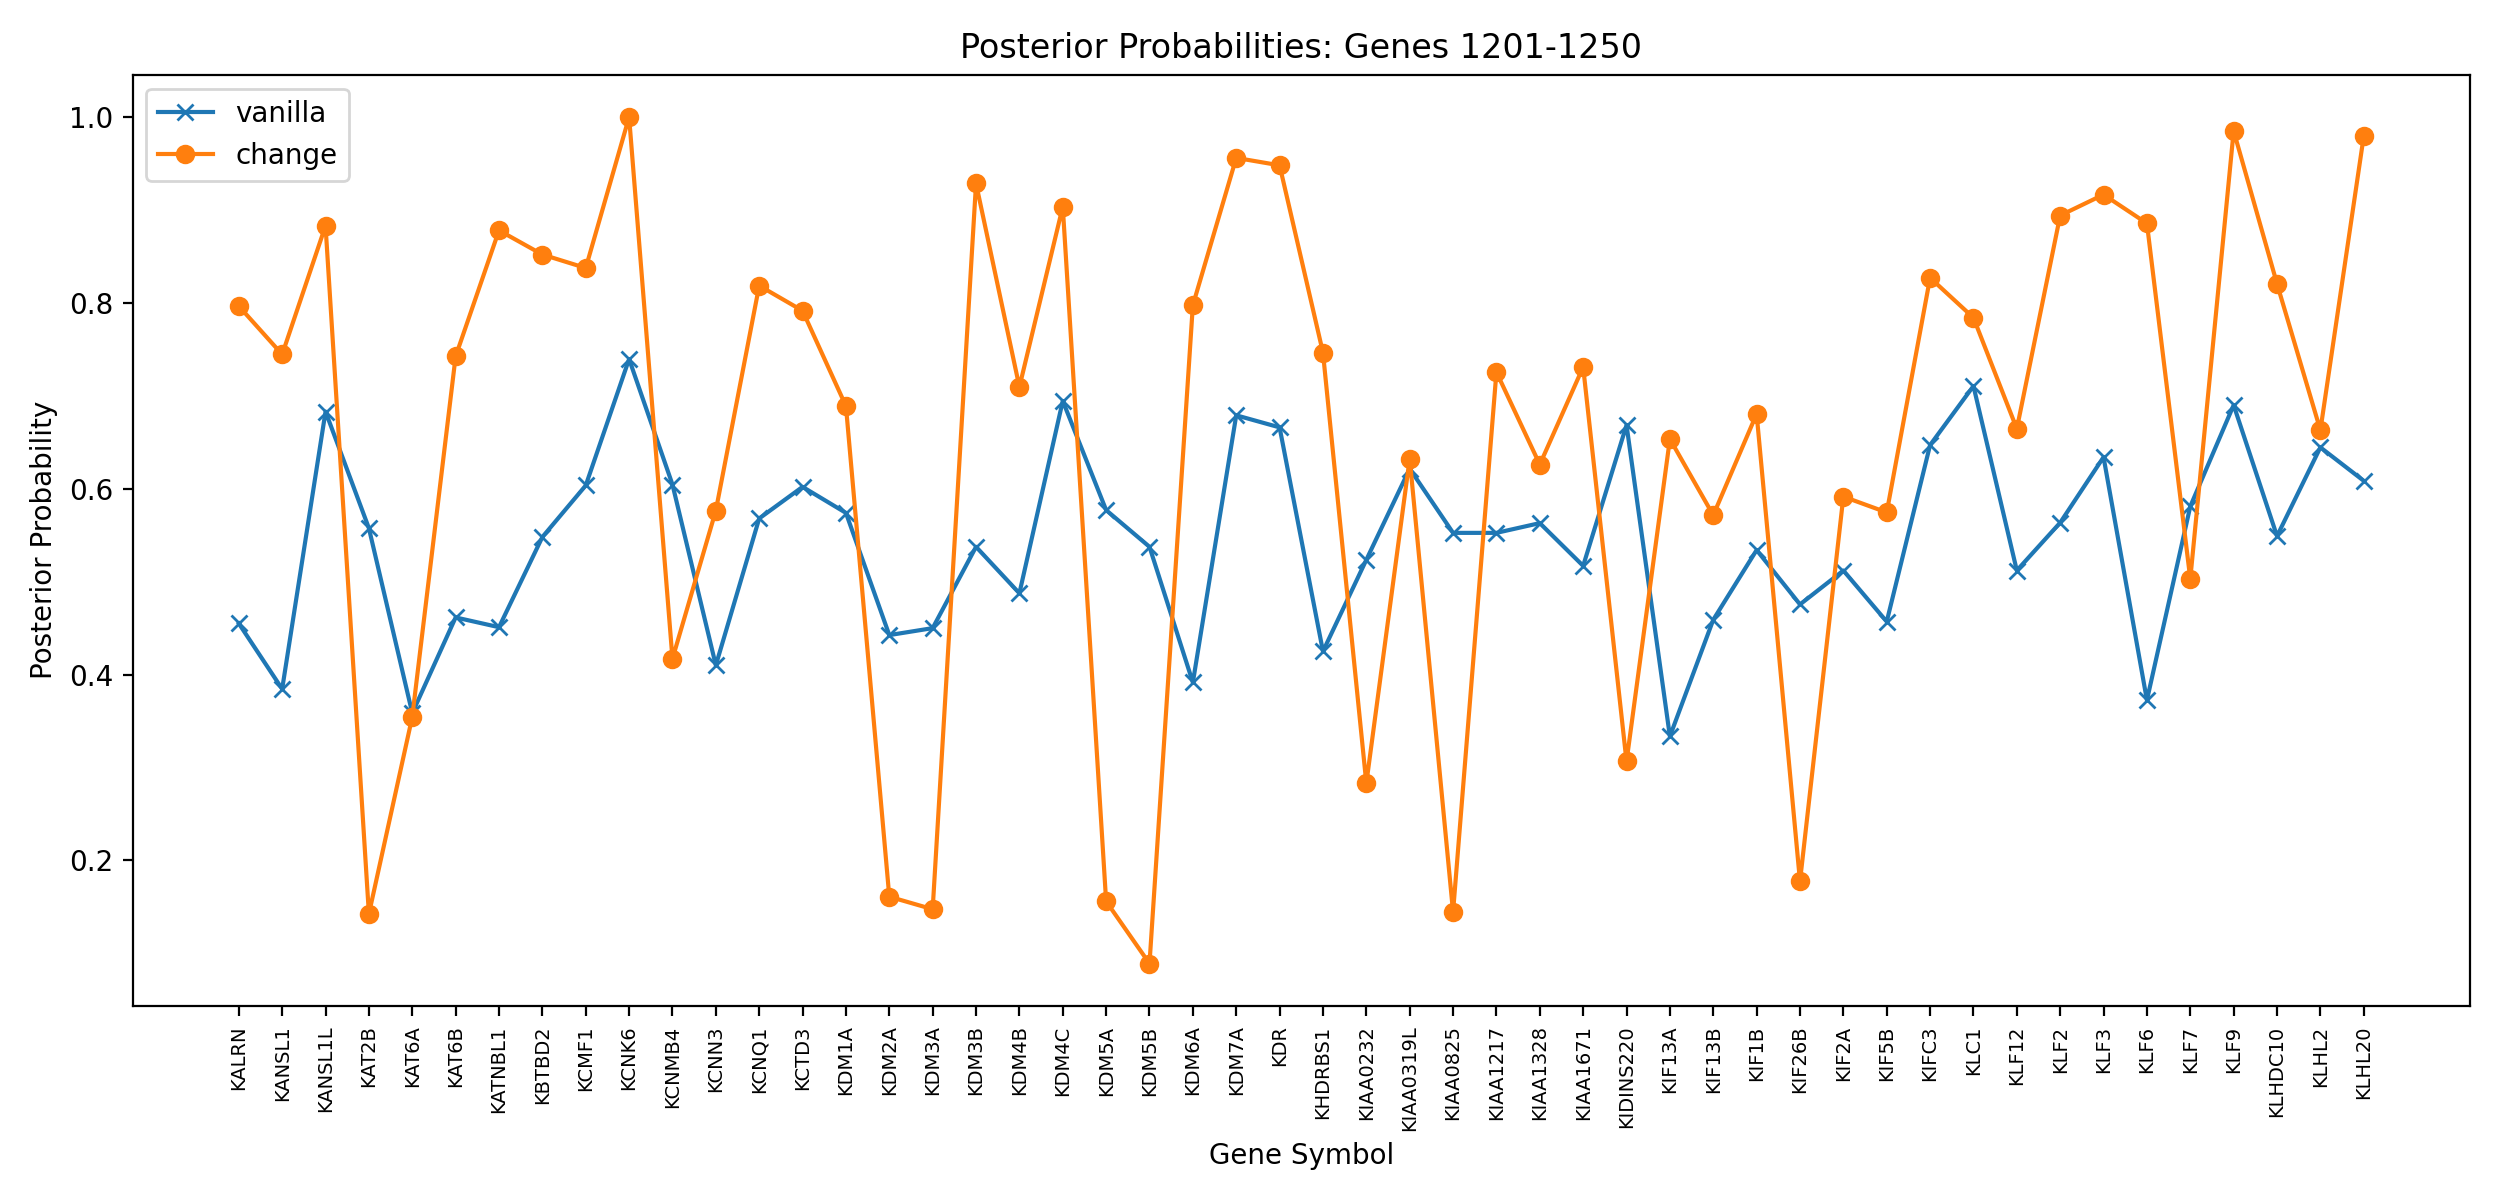 Posterior Probabilities: Genes 1201-1250
vanilla
change
1.0
0.8
0.6
0.4
0.2
Posterior Probability
KALRN
KANSL1
KANSL1L
KAT2B
KAT6A
KAT6B
KATNBL1
KBTBD2
KCMF1
KCNK6
KCNMB4
KCNN3
KCNQ1
KCTD3
KDM1A
KDM2A
KDM3A
KDM3B
KDM4B
KDM4C
KDM5A
KDM5B
KDM6A
KDM7A
KDR
KHDRBS1
KIAA0232
KIAA0319L
KIAA0825
KIAA1217
KIAA1328
KIAA1671
KIDINS220
KIF13A
KIF13B
KIF1B
KIF26B
KIF2A
KIF5B
KIFC3
KLC1
KLF12
KLF2
KLF3
KLF6
KLF7
KLF9
KLHDC10
KLHL2
KLHL20
Gene Symbol